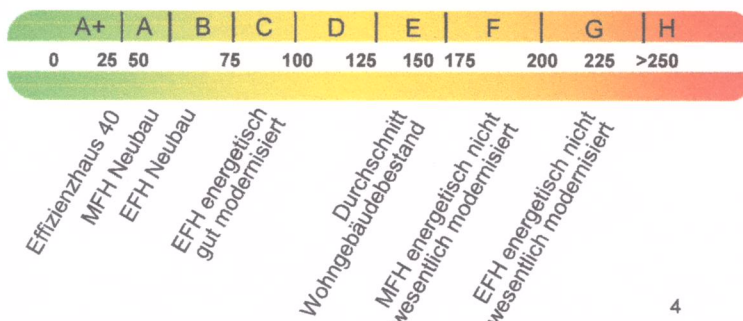 A+ A B C D E F G H
0 25 50 75 100 125 150 175 200 225 >250
Effizienzhaus 40
MFH Neubau
EFH Neubau
EFH energetisch
gut modernisiert
Durchschnitt
Wohngebäudebestand
MFH energetisch nicht
wesentlich modernisiert
EFH energetisch nicht
wesentlich modernisiert
4